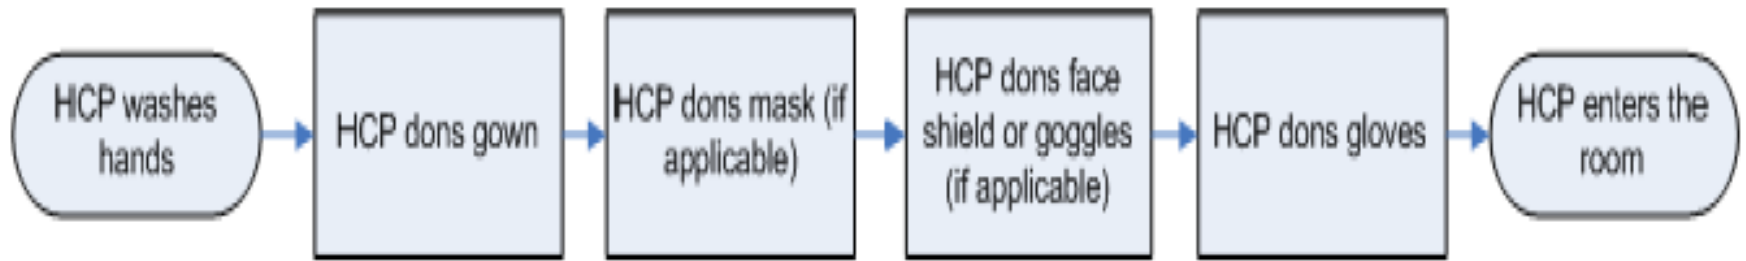 HCP washes
hands
HCP dons gown
HCP dons mask (if
applicable)
HCP dons face
shield or goggles
(if applicable)
HCP dons gloves
HCP enters the
room